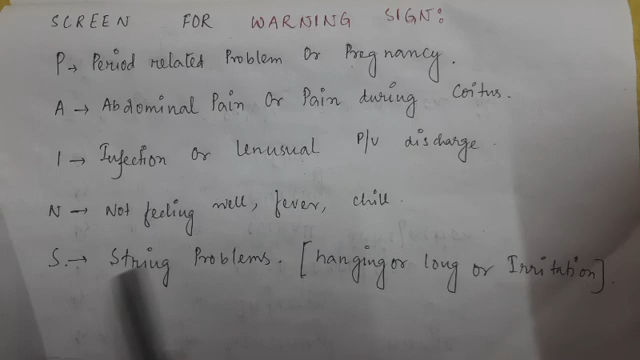 SCREEN FOR WARNING SIGN:
P → Period related Problem Or Pregnancy.
A → Abdominal Pain Or Pain during Coitus.
I → Infection or Unusual P/V discharge
N → Not feeling well, fever, chill.
S. → String Problems. [hanging or long or Irritation].